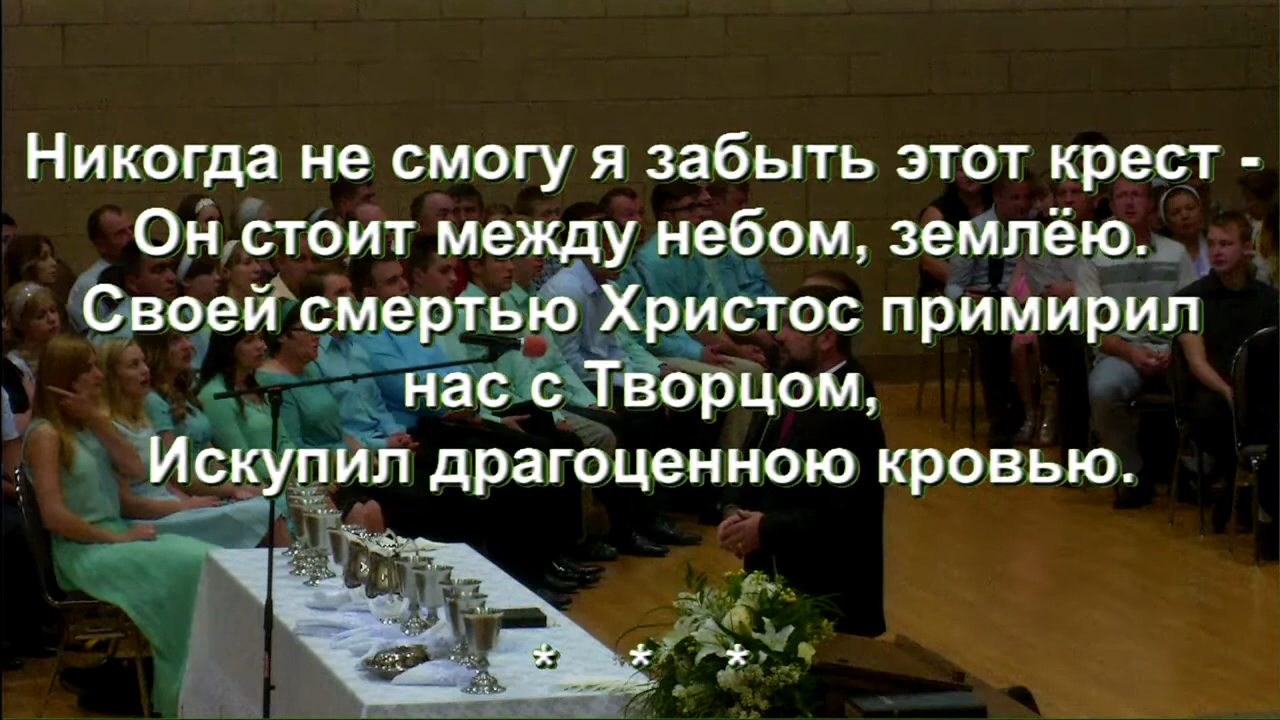 Никогда не смогу я забыть этот крест -
Он стоит между небом, землёю.
Своей смертью Христос примирил
нас с Творцом,
Искупил драгоценною кровью.
* * *